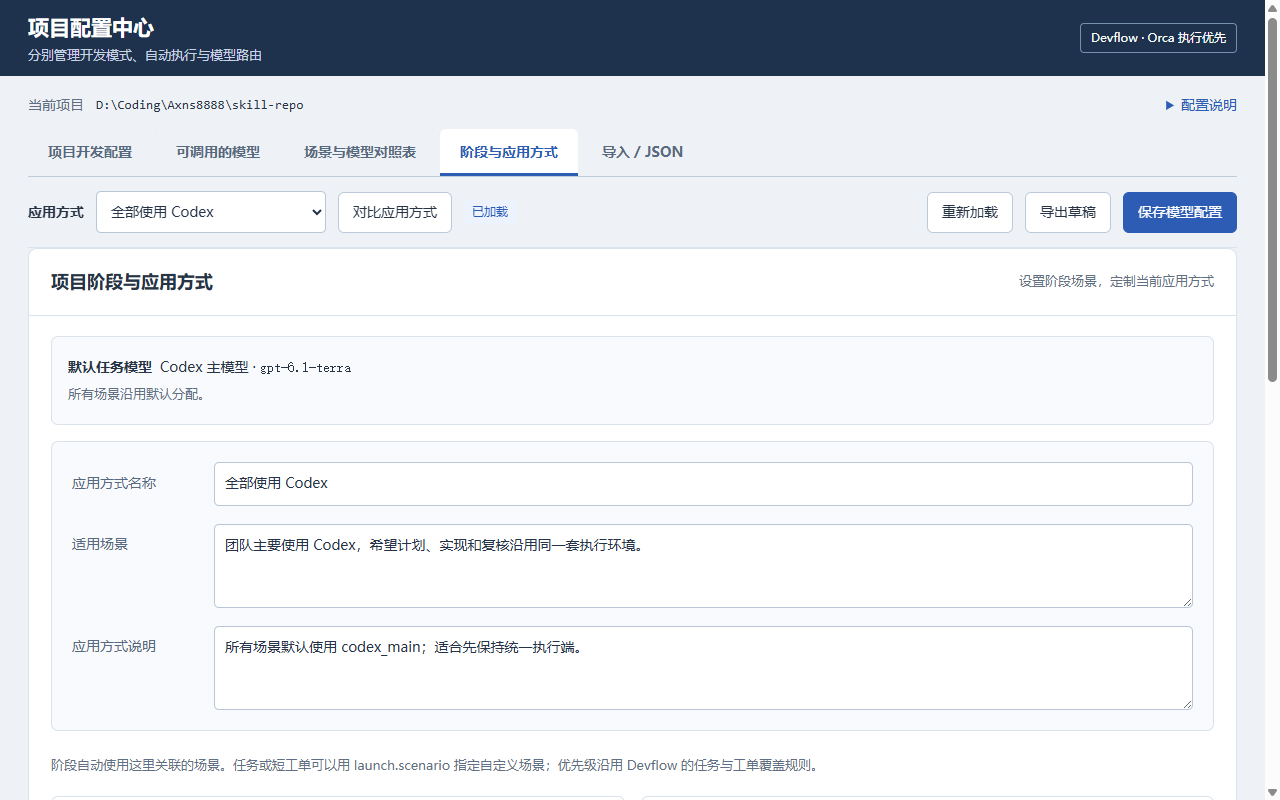 项目配置中心
分别管理开发模式、自动执行与模型路由
Devflow · Orca 执行优先
当前项目 D:\Coding\Axns8888\skill-repo
▶ 配置说明
项目开发配置 可调用的模型 场景与模型对照表 阶段与应用方式 导入 / JSON
应用方式 全部使用 Codex 对比应用方式 已加载 重新加载 导出草稿 保存模型配置
项目阶段与应用方式
设置阶段场景，定制当前应用方式
默认任务模型 Codex 主模型 · gpt-6.1-terra
所有场景沿用默认分配。
应用方式名称 全部使用 Codex
适用场景 团队主要使用 Codex，希望计划、实现和复核沿用同一套执行环境。
应用方式说明 所有场景默认使用 codex_main；适合先保持统一执行端。
阶段自动使用这里关联的场景。任务或短工单可以用 launch.scenario 指定自定义场景；优先级沿用 Devflow 的任务与工单覆盖规则。